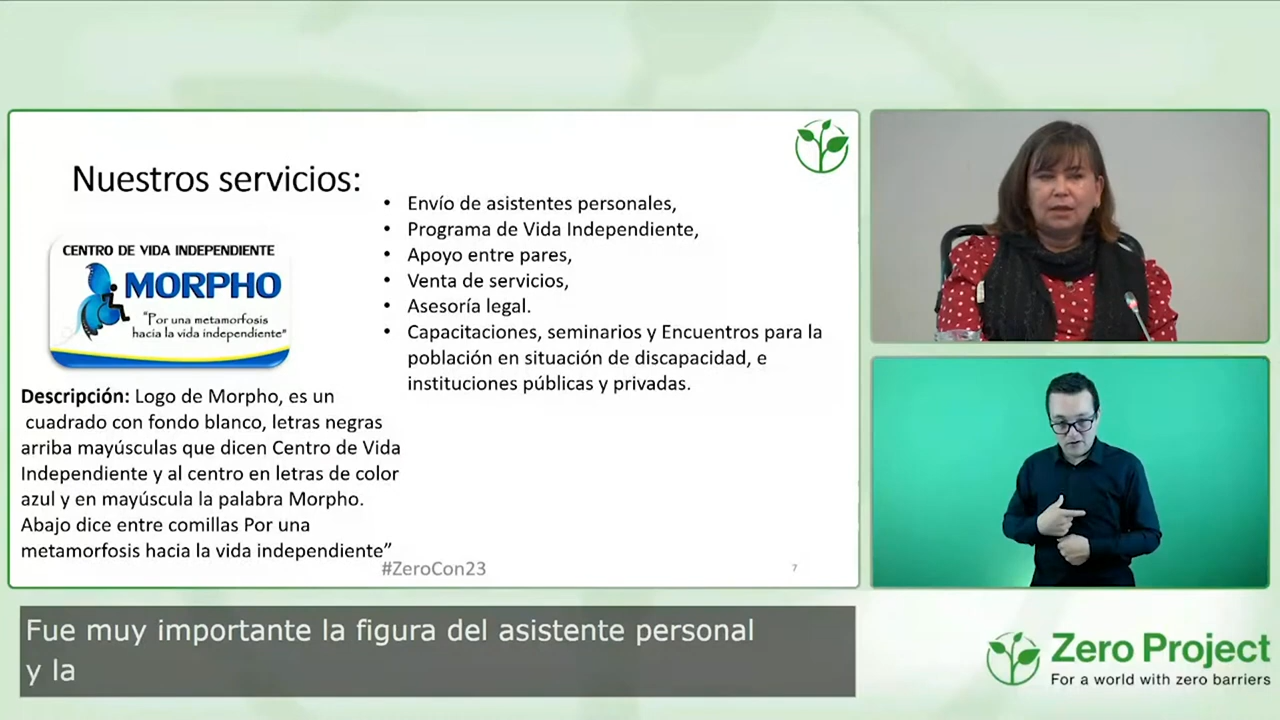 Nuestros servicios:
CENTRO DE VIDA INDEPENDIENTE
MORPHO
"Por una metamorfosis
hacia la vida independiente"
Descripción: Logo de Morpho, es un
cuadrado con fondo blanco, letras negras
arriba mayúsculas que dicen Centro de Vida
Independiente y al centro en letras de color
azul y en mayúscula la palabra Morpho.
Abajo dice entre comillas Por una
metamorfosis hacia la vida independiente”
• Envío de asistentes personales,
• Programa de Vida Independiente,
• Apoyo entre pares,
• Venta de servicios,
• Asesoría legal.
• Capacitaciones, seminarios y Encuentros para la
población en situación de discapacidad, e
instituciones públicas y privadas.
#ZeroCon23
7
Fue muy importante la figura del asistente personal
y la
Zero Project
For a world with zero barriers